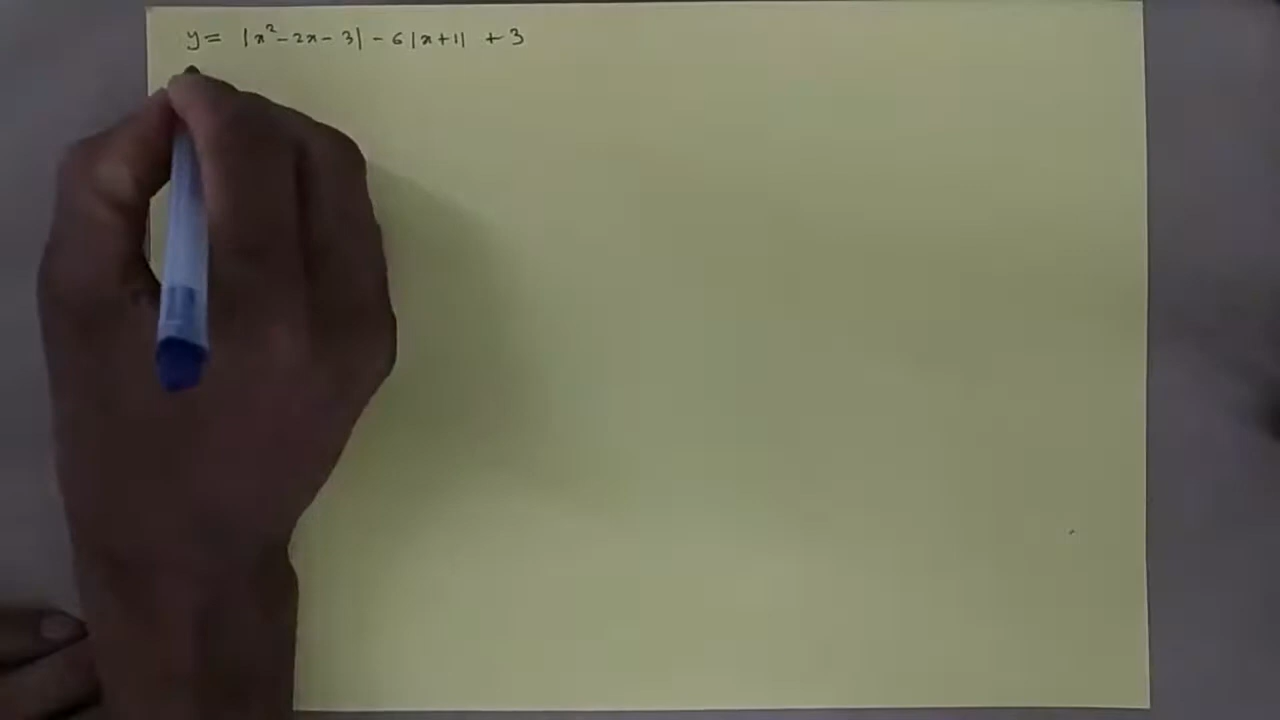 y = |x²-2x-3| - 6|x+1| + 3